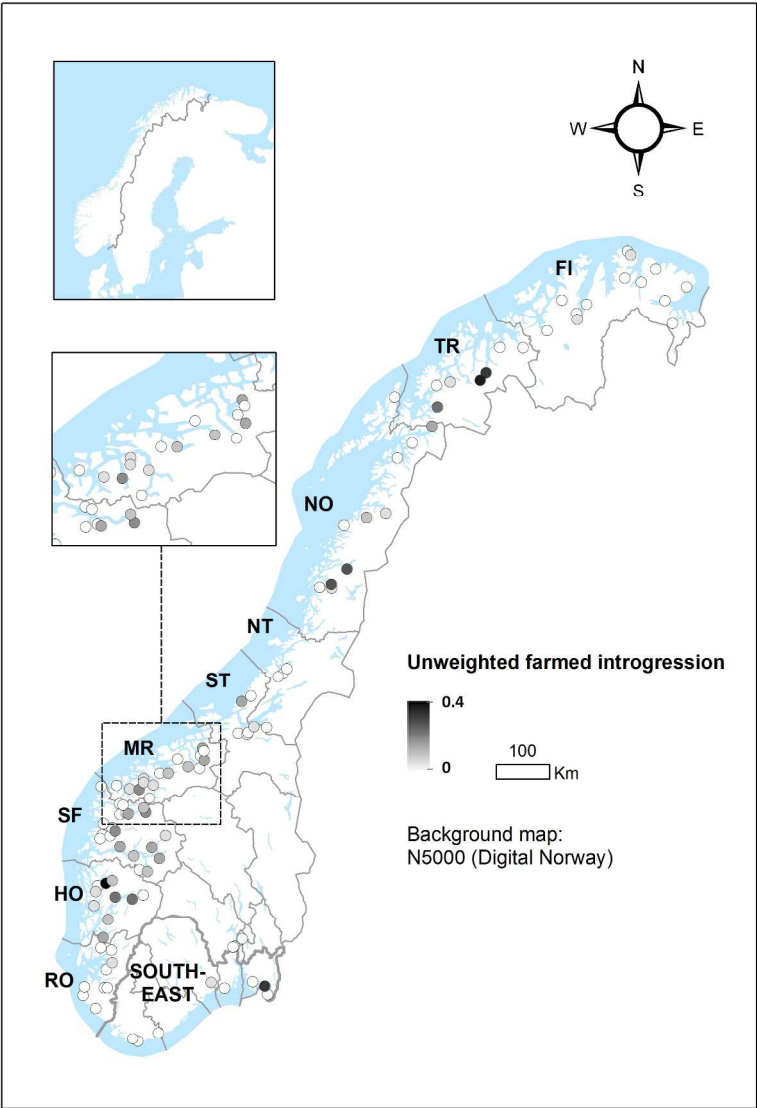 N
W
E
S
FI
TR
NO
NT
ST
Unweighted farmed introgression
0.4
0
100
Km
MR
SF
Background map:
N5000 (Digital Norway)
HO
RO
SOUTH-
EAST